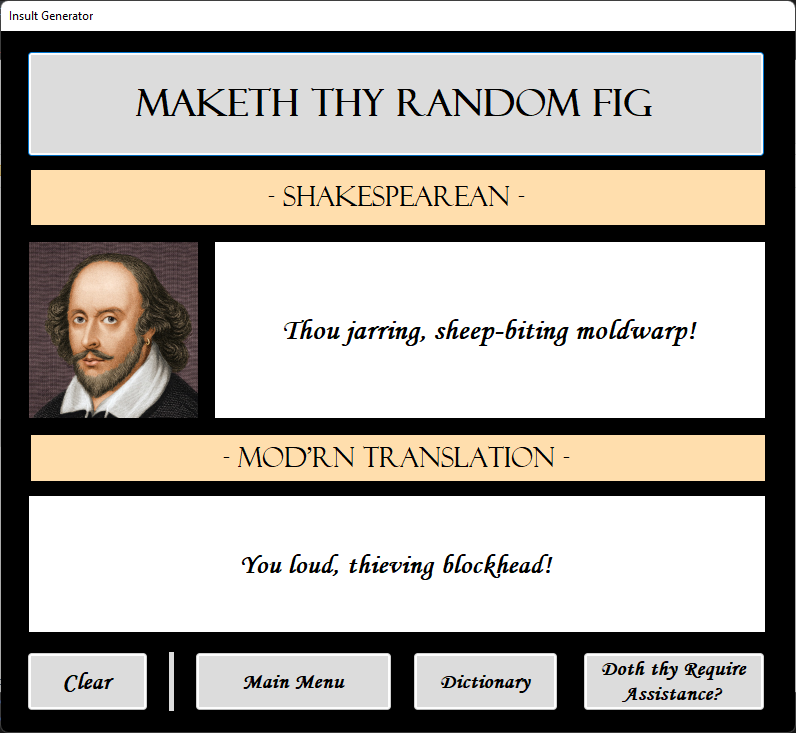 Insult Generator
MAKETH THY RANDOM FIG
- SHAKESPEAREAN -
Thou jarring, sheep-biting moldwarp!
- MOD'RN TRANSLATION -
You loud, thieving blockhead!
Clear
Main Menu
Dictionary
Doth thy Require
Assistance?